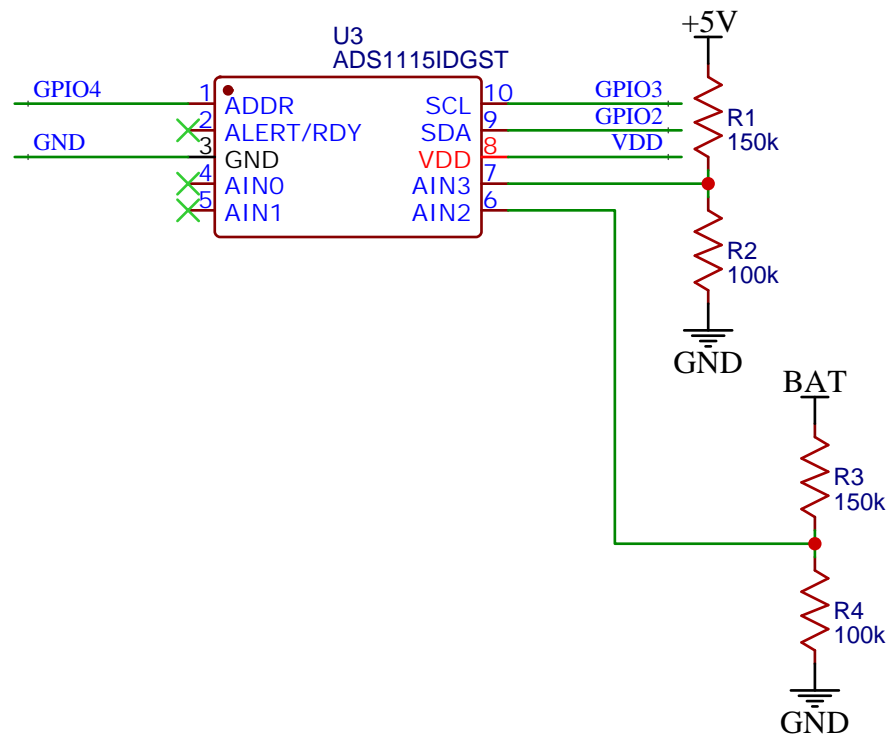 U3
ADS1115IDGST
+5V
GPIO4
1
ADDR
SCL
10
GPIO3
2
ALERT/RDY
SDA
9
GPIO2
GND
3
GND
VDD
8
VDD
4
AIN0
AIN3
7
5
AIN1
AIN2
6
R1
150k
R2
100k
GND
BAT
R3
150k
R4
100k
GND